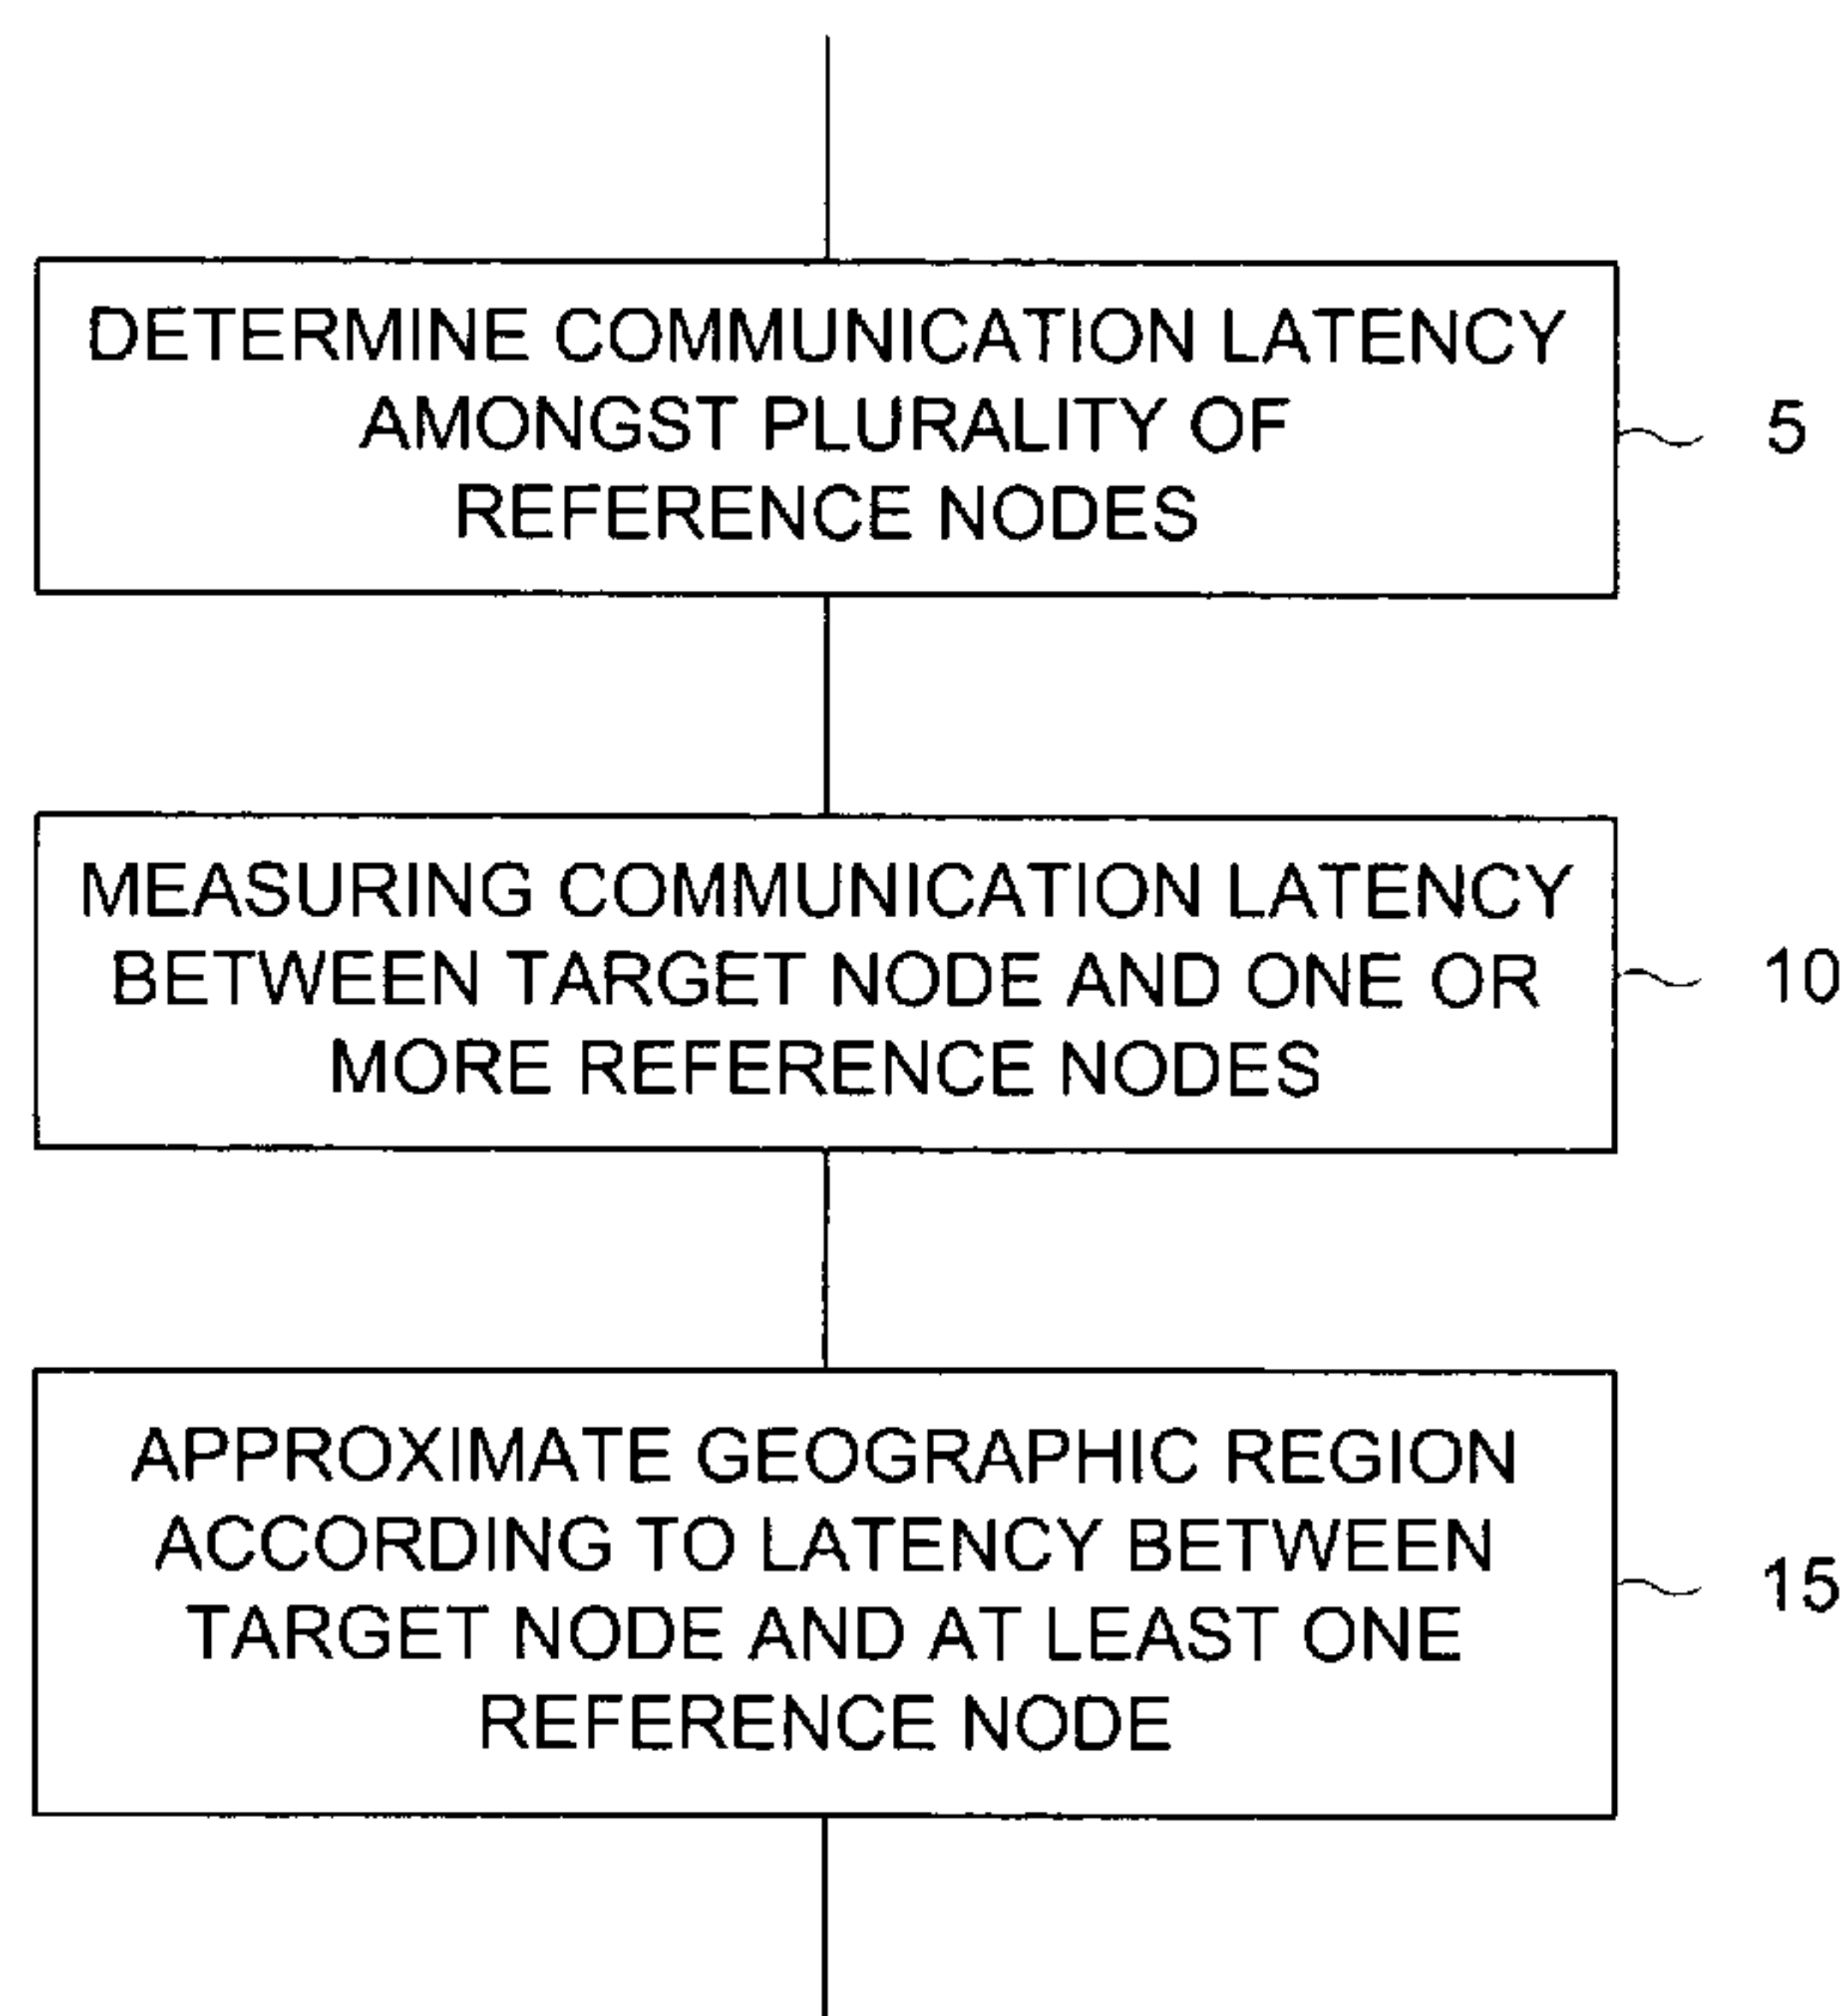 DETERMINE COMMUNICATION LATENCY
AMONGST PLURALITY OF
REFERENCE NODES
5
MEASURING COMMUNICATION LATENCY
BETWEEN TARGET NODE AND ONE OR
MORE REFERENCE NODES
10
APPROXIMATE GEOGRAPHIC REGION
ACCORDING TO LATENCY BETWEEN
TARGET NODE AND AT LEAST ONE
REFERENCE NODE
15